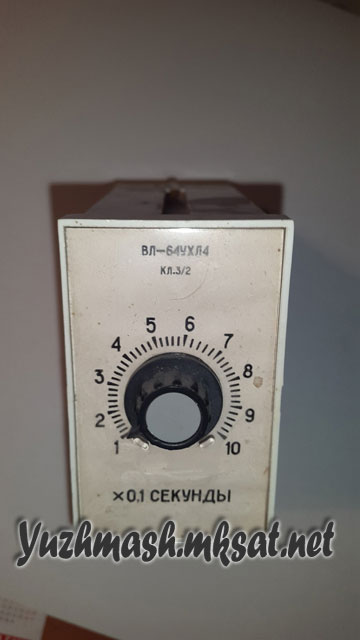 ВЛ-64УХЛ4
КЛ.3/2
1 2 3 4 5 6 7 8 9 10
×0,1 СЕКУНДЫ
Yuzhmash.mksat.net